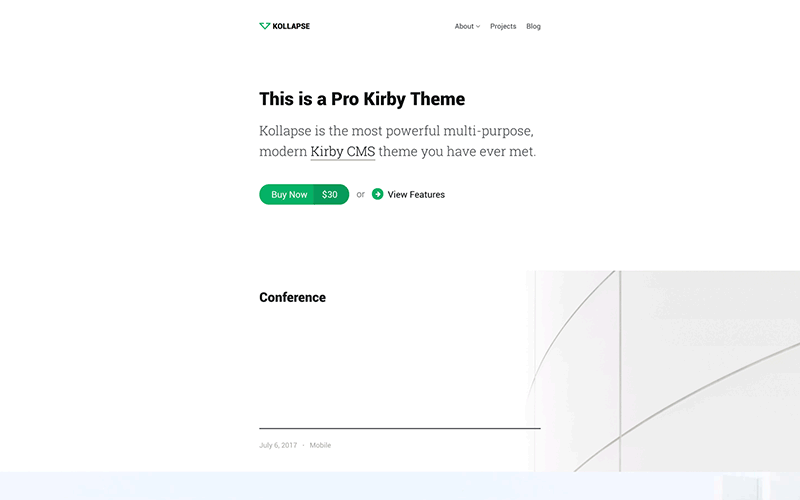 KOLLAPSE
About Projects Blog
This is a Pro Kirby Theme
Kollapse is the most powerful multi-purpose,
modern Kirby CMS theme you have ever met.
Buy Now $30 or View Features
Conference
July 6, 2017 · Mobile